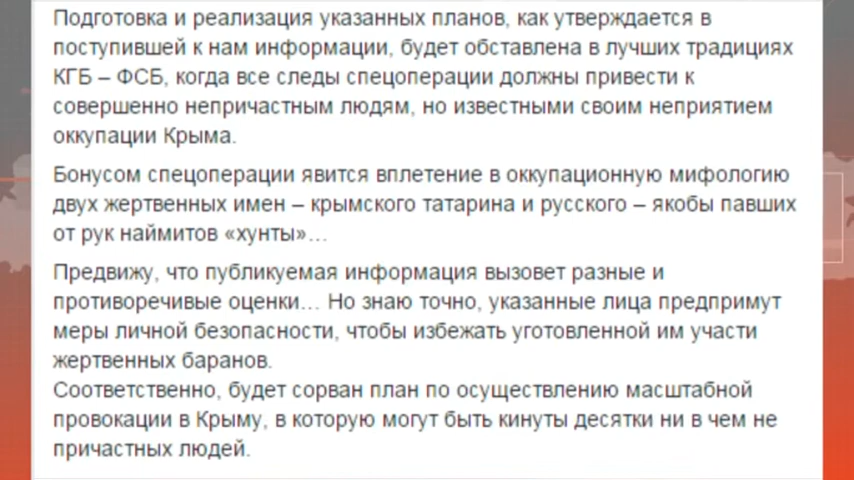 Подготовка и реализация указанных планов, как утверждается в
поступившей к нам информации, будет обставлена в лучших традициях
КГБ – ФСБ, когда все следы спецоперации должны привести к
совершенно непричастным людям, но известными своим неприятием
оккупации Крыма.
Бонусом спецоперации явится вплетение в оккупационную мифологию
двух жертвенных имен – крымского татарина и русского – якобы павших
от рук наймитов «хунты»…
Предвижу, что публикуемая информация вызовет разные и
противоречивые оценки… Но знаю точно, указанные лица предпримут
меры личной безопасности, чтобы избежать уготовленной им участи
жертвенных баранов.
Соответственно, будет сорван план по осуществлению масштабной
провокации в Крыму, в которую могут быть кинуты десятки ни в чем не
причастных людей.